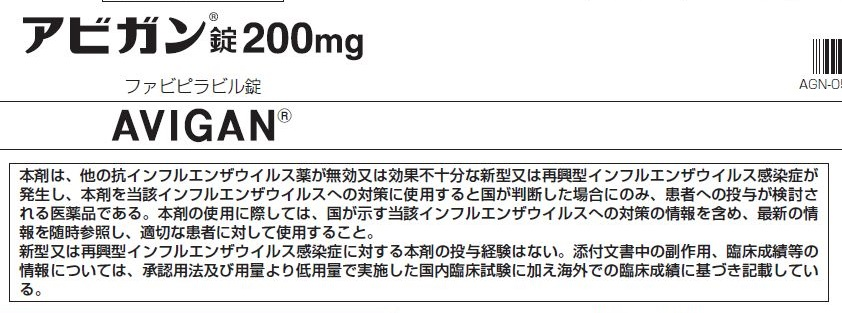 アビガン®錠200mg
ファビピラビル錠
AGN-05
AVIGAN®
本剤は、他の抗インフルエンザウイルス薬が無効又は効果不十分な新型又は再興型インフルエンザウイルス感染症が
発生し、本剤を当該インフルエンザウイルスへの対策に使用すると国が判断した場合にのみ、患者への投与が検討さ
れる医薬品である。本剤の使用に際しては、国が示す当該インフルエンザウイルスへの対策の情報を含め、最新の情
報を随時参照し、適切な患者に対して使用すること。
新型又は再興型インフルエンザウイルス感染症に対する本剤の投与経験はない。添付文書中の副作用、臨床成績等の
情報については、承認用法及び用量より低用量で実施した国内臨床試験に加え海外での臨床成績に基づき記載してい
る。